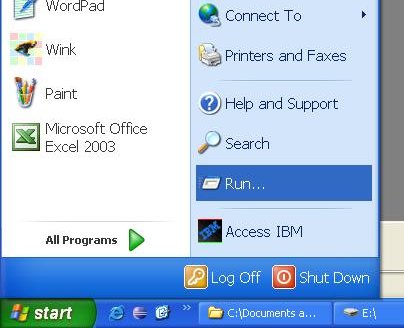 WordPad
Wink
Paint
Microsoft Office
Excel 2003
All Programs
Connect To
Printers and Faxes
Help and Support
Search
Run...
IBM
Access IBM
Log Off
Shut Down
start
C:\Documents a...
E:\